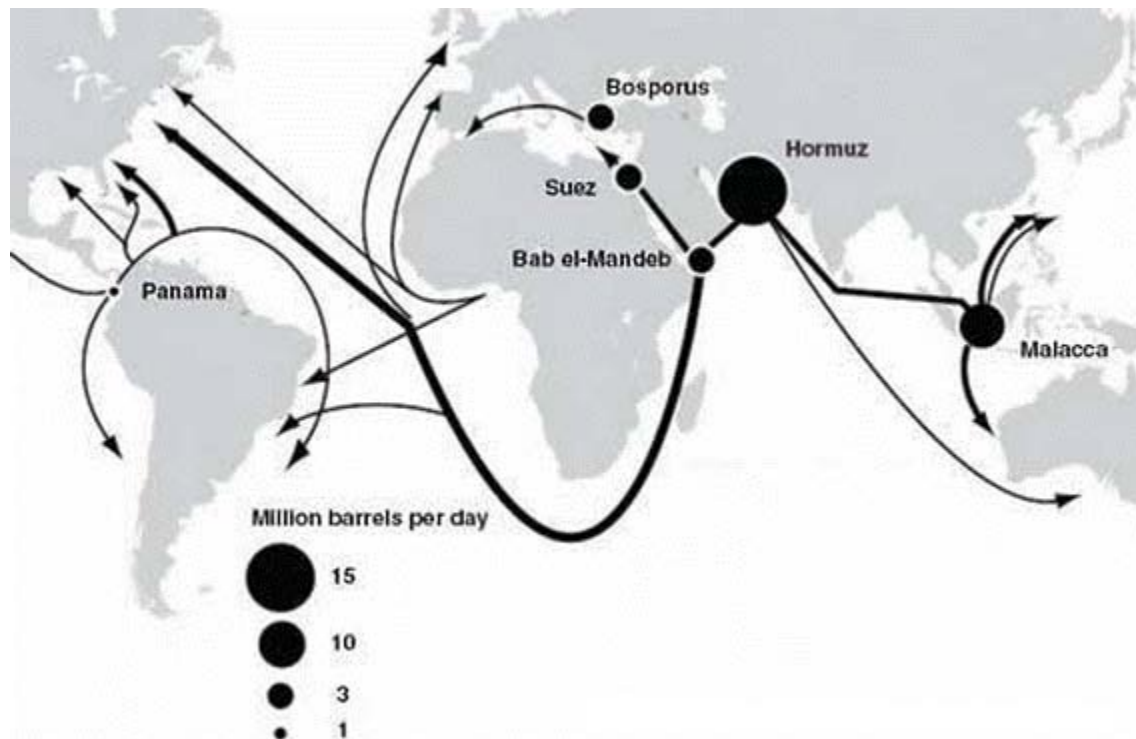 Bosporus
Hormuz
Suez
Bab el-Mandeb
Panama
Malacca
Million barrels per day
15
10
3
1